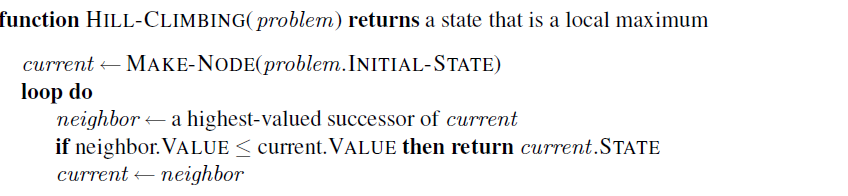 function HILL-CLIMBING(problem) returns a state that is a local maximum
current ← MAKE-NODE(problem.INITIAL-STATE)
loop do
neighbor ← a highest-valued successor of current
if neighbor.VALUE ≤ current.VALUE then return current.STATE
current ← neighbor